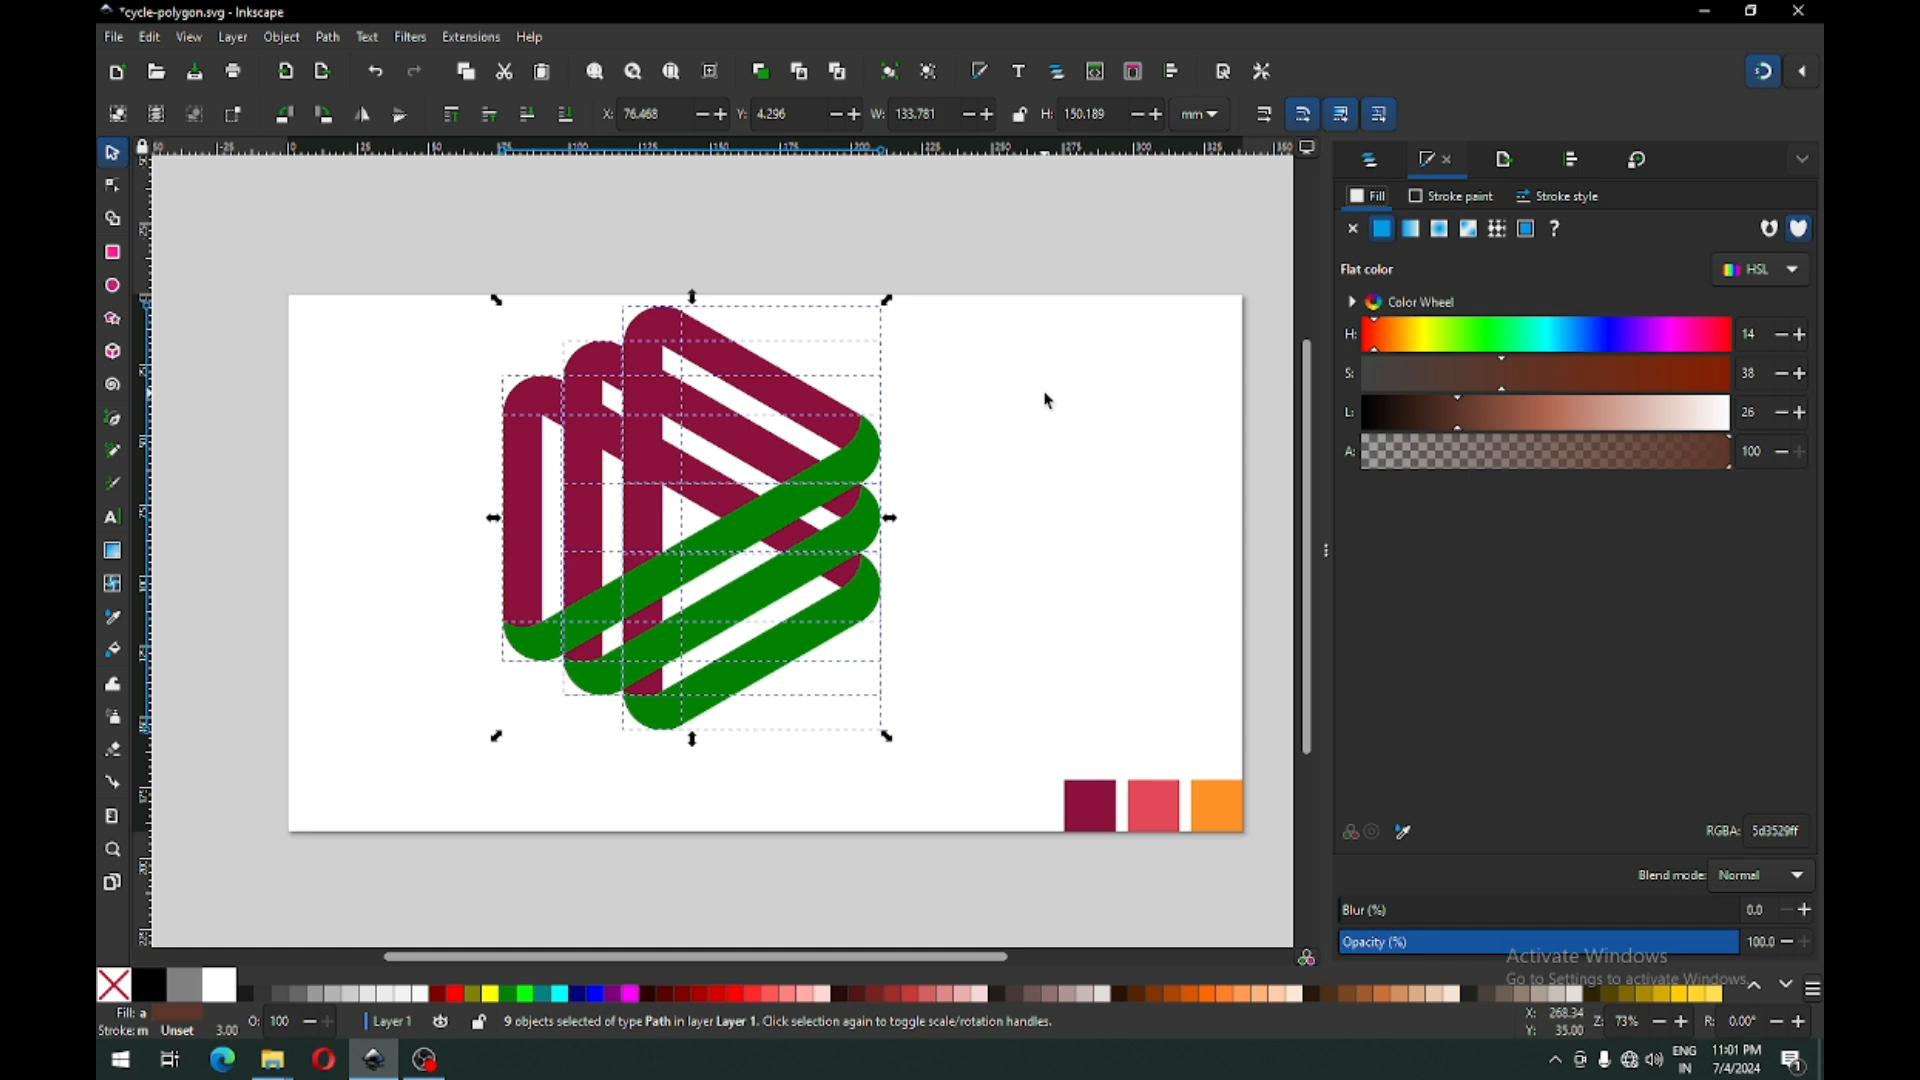 *cycle-polygon.svg - Inkscape
File Edit View Layer Object Path Text Filters Extensions Help
X: 76.468 Y: 4.296 W: 133.781 H: 150.189 mm
Fill Stroke paint Stroke style
Flat color HSL
Color Wheel
H: 14
S: 38
L: 26
A: 100
RGBA: 5d3529ff
Blend mode: Normal
Blur (%) 0.0
Opacity (%) 100.0
Activate Windows
Go to Settings to activate Windows.
Fill: a
Stroke: m Unset 3.00 O: 100 Layer 1 9 objects selected of type Path in layer Layer 1. Click selection again to toggle scale/rotation handles. X: 268.34 Y: 35.00 Z: 73% R: 0.00°
ENG IN 11:01 PM 7/4/2024